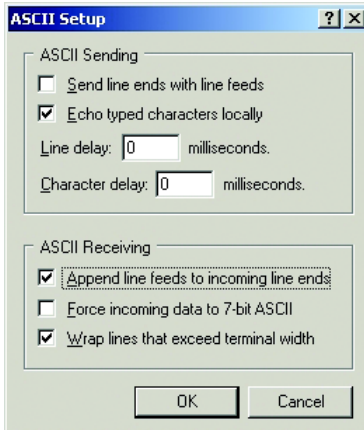 ASCII Setup
ASCII Sending
Send line ends with line feeds
Echo typed characters locally
Line delay: 0 milliseconds.
Character delay: 0 milliseconds.
ASCII Receiving
Append line feeds to incoming line ends
Force incoming data to 7-bit ASCII
Wrap lines that exceed terminal width
OK Cancel